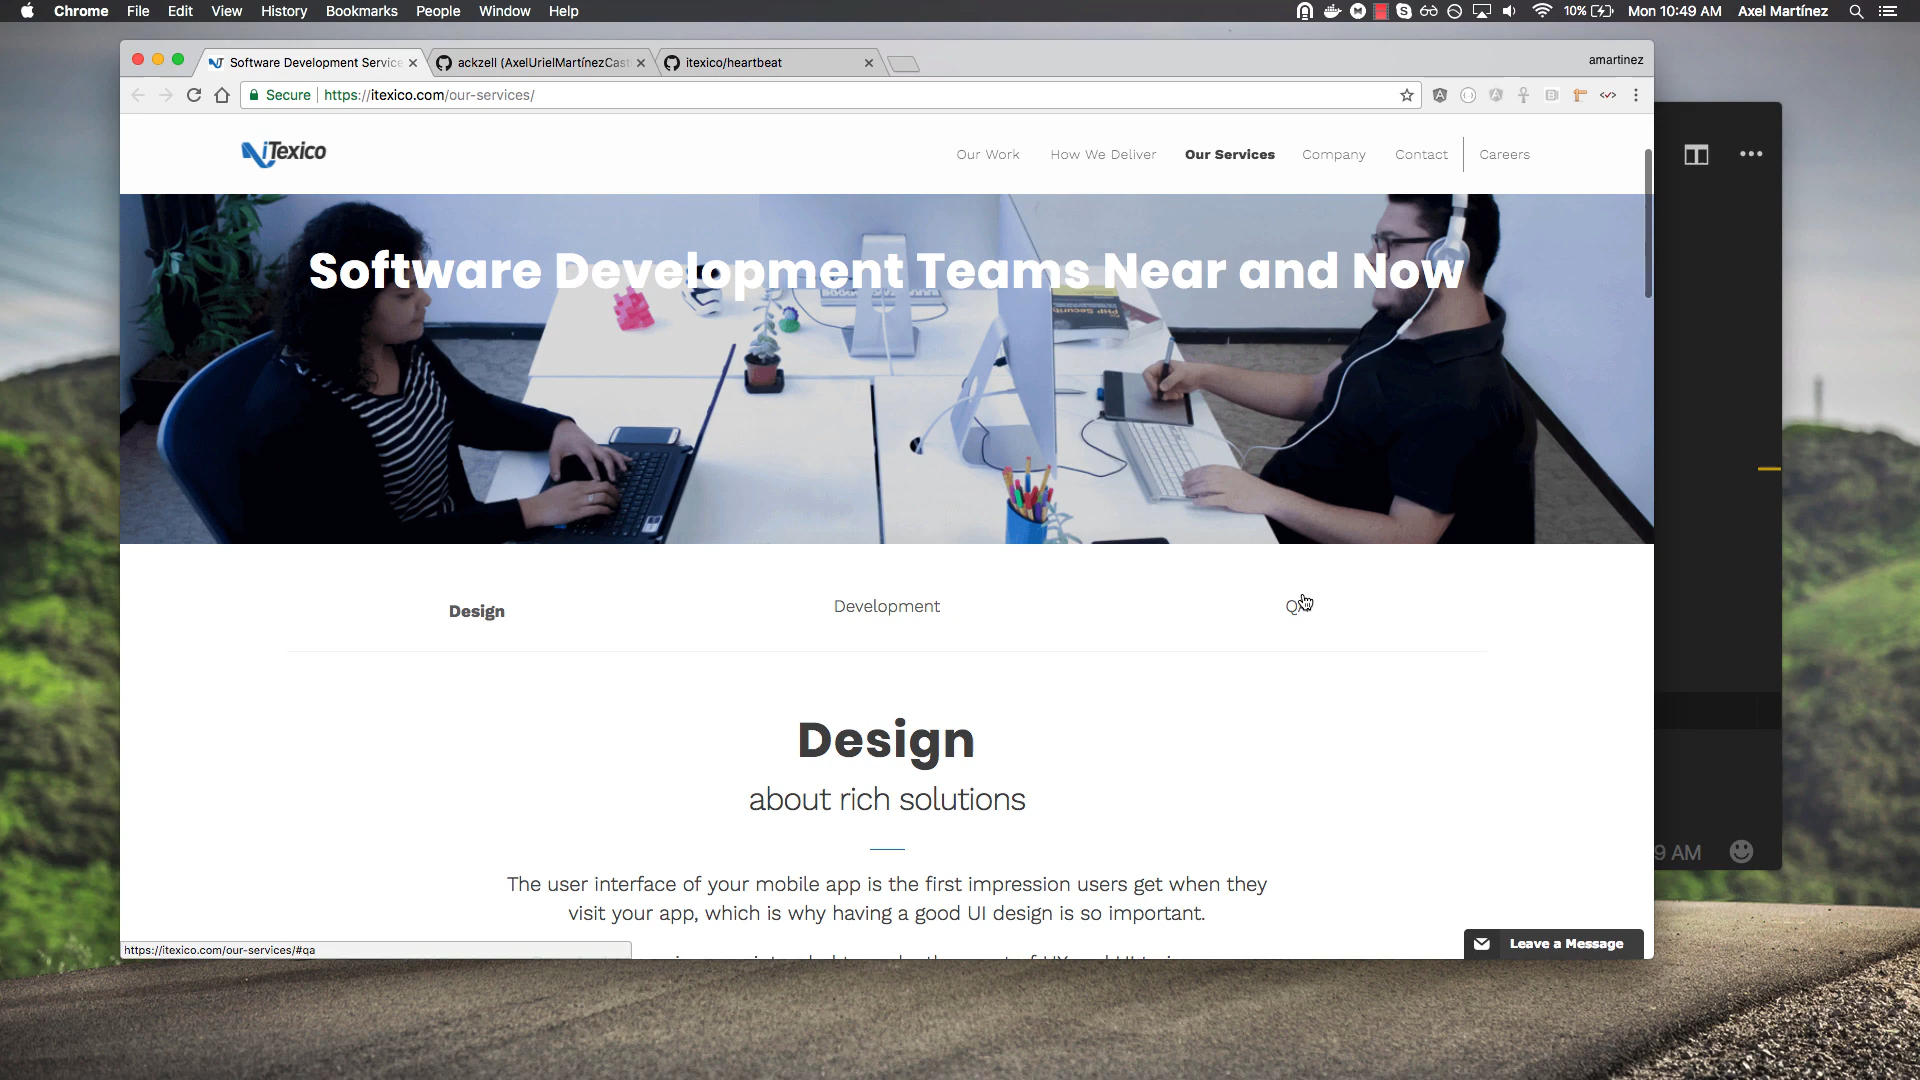 Chrome File Edit View History Bookmarks People Window Help
10% Mon 10:49 AM Axel Martínez
Software Development Service
ackzell (AxelUrielMartínezCast
itexico/heartbeat
amartinez
Secure https://itexico.com/our-services/
iTexico
Our Work How We Deliver Our Services Company Contact Careers
Software Development Teams Near and Now
PHP Security
Design Development
Design
about rich solutions
The user interface of your mobile app is the first impression users get when they
visit your app, which is why having a good UI design is so important.
9 AM
Leave a Message
https://itexico.com/our-services/#qa